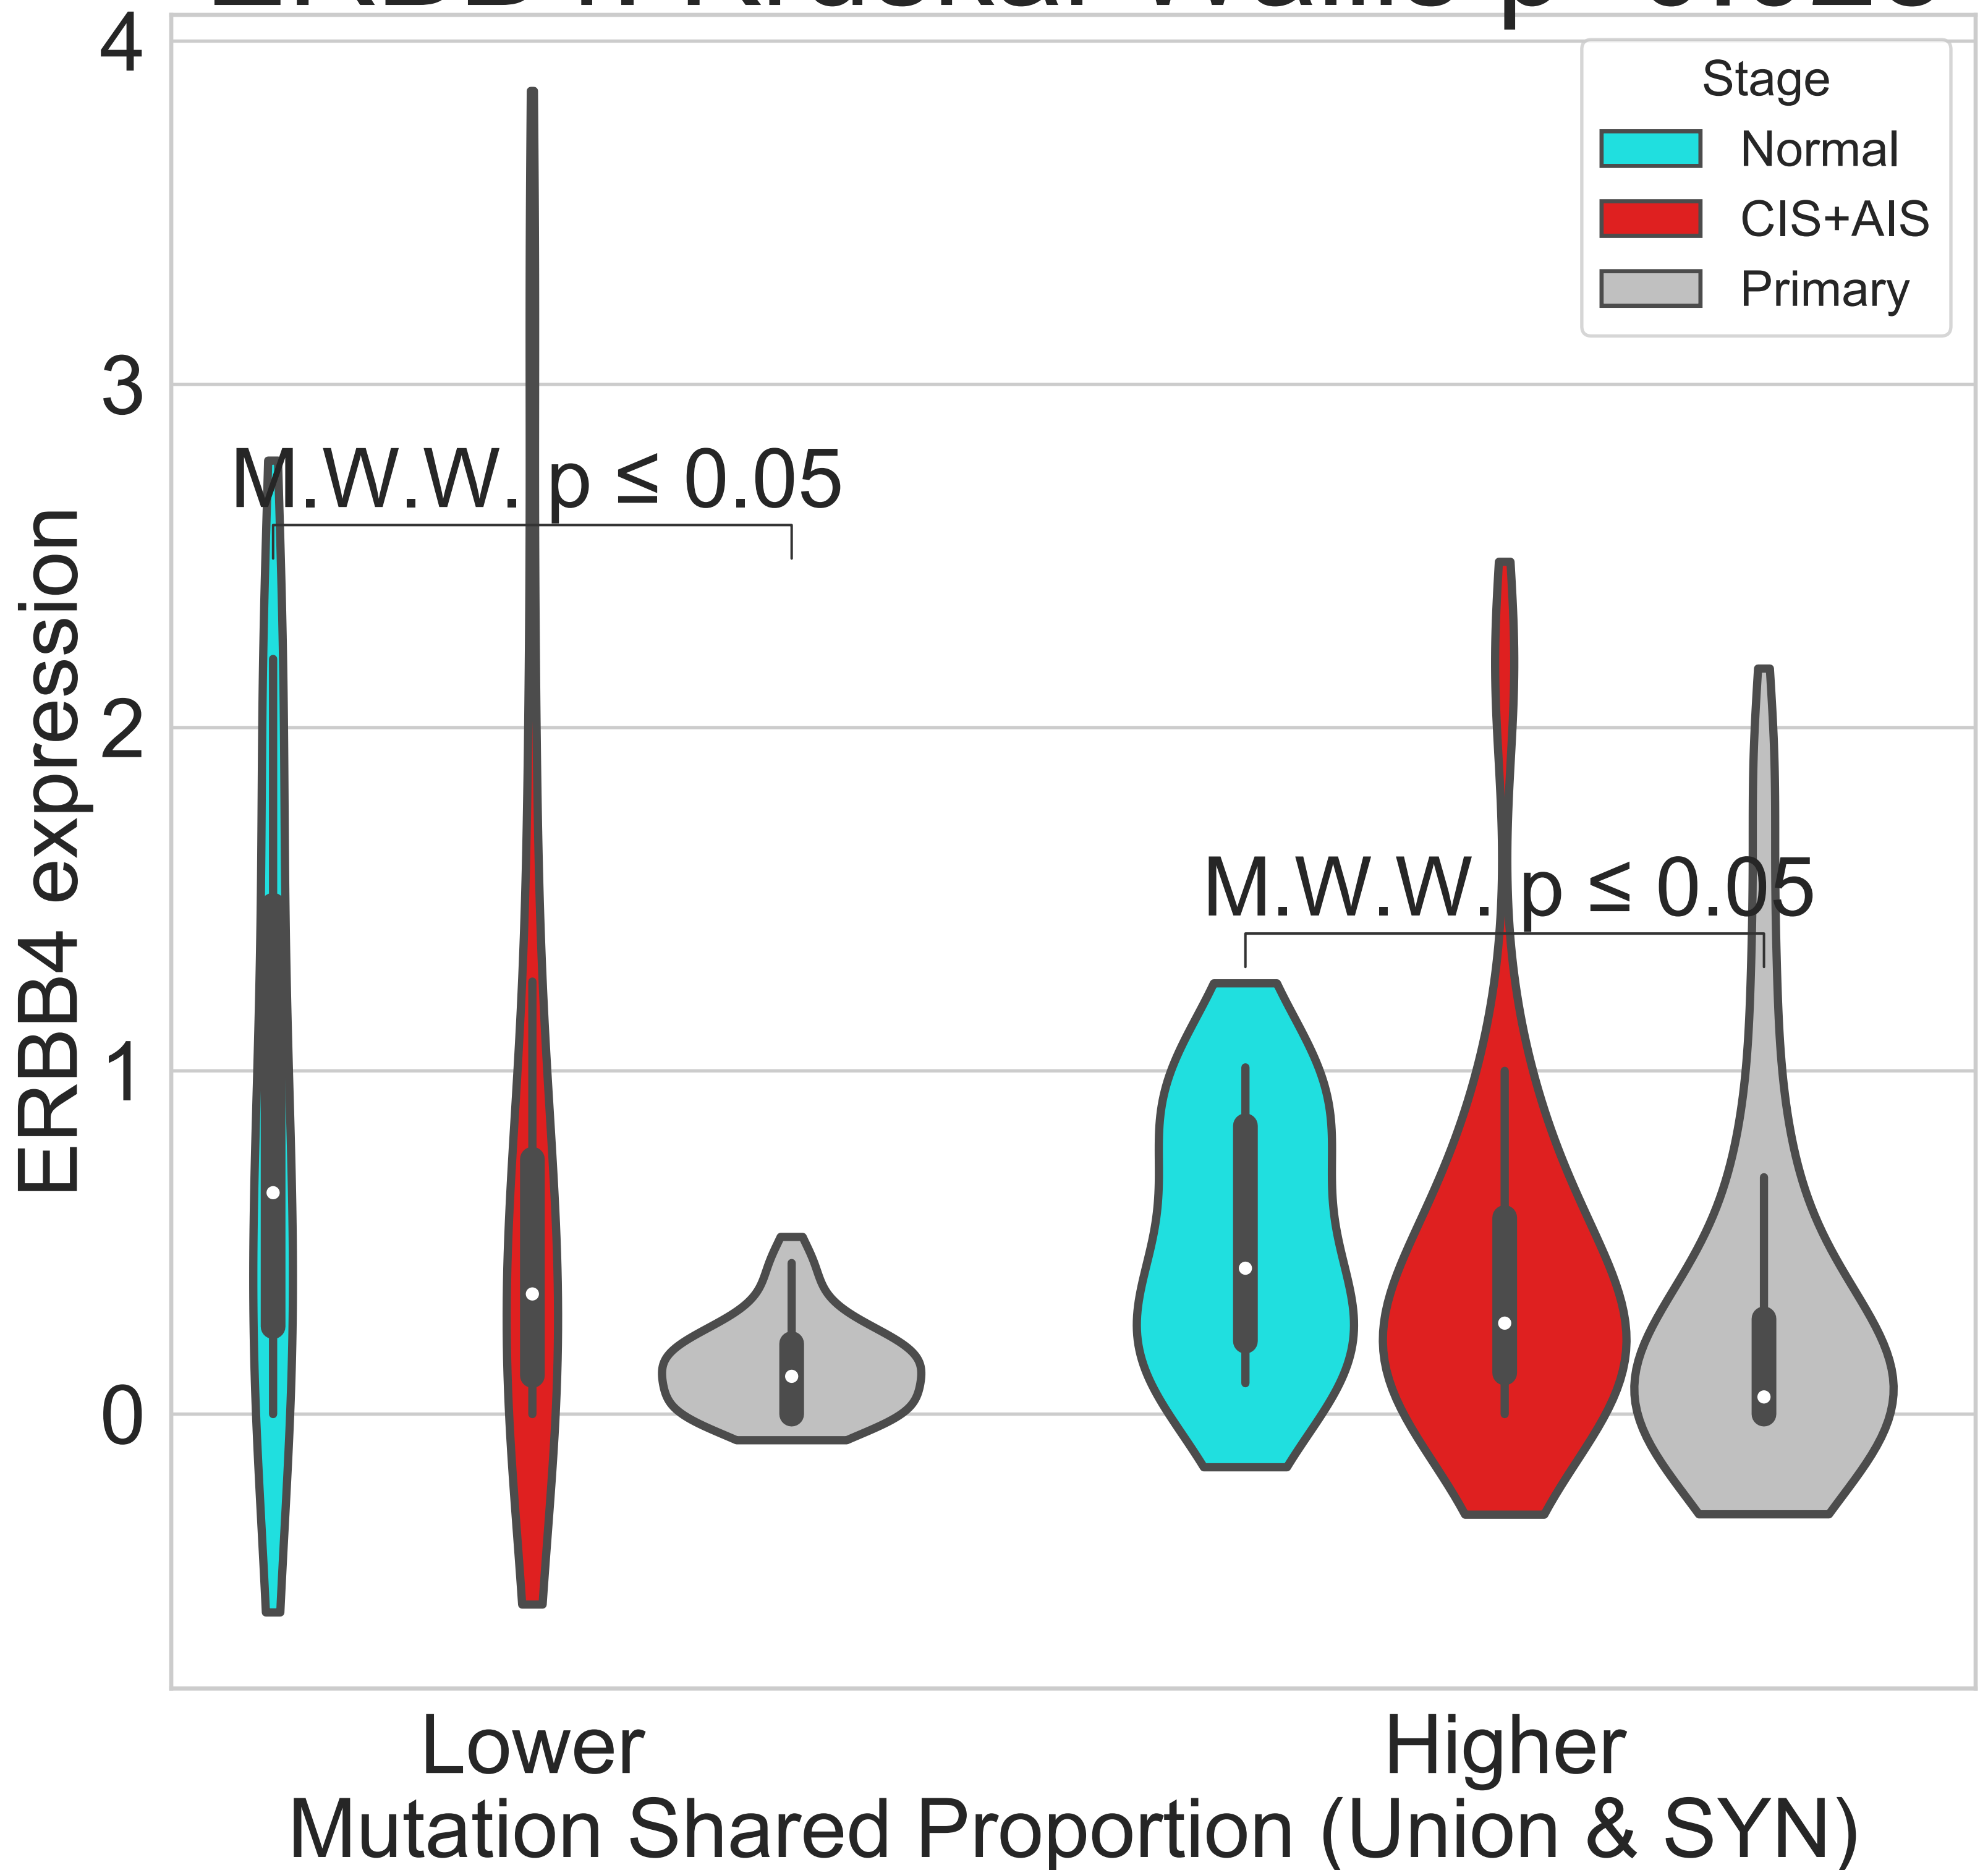 4
Stage
Normal
CIS+AIS
Primary
3
M.W.W. p ≤ 0.05
2
M.W.W. p ≤ 0.05
1
0
ERBB4 expression
Lower
Higher
Mutation Shared Proportion (Union & SYN)